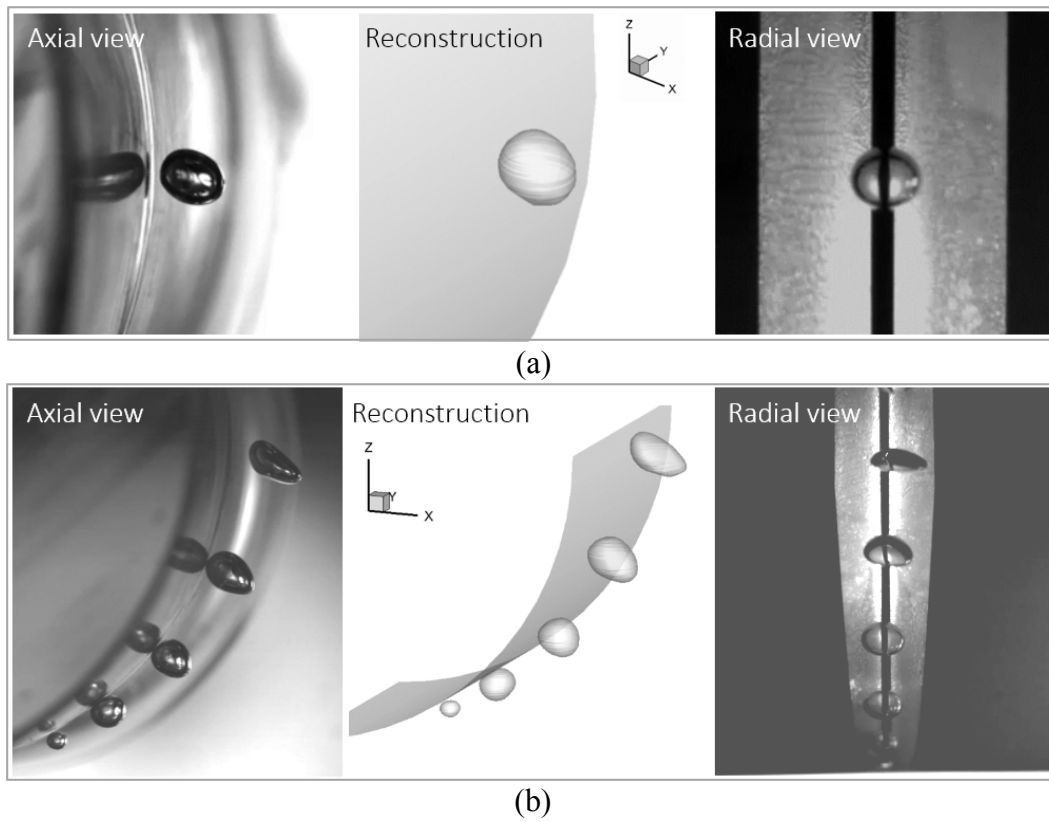 Axial view
Reconstruction
Z
Y
X
Radial view
(a)
Axial view
Reconstruction
Z
Y
X
Radial view
(b)